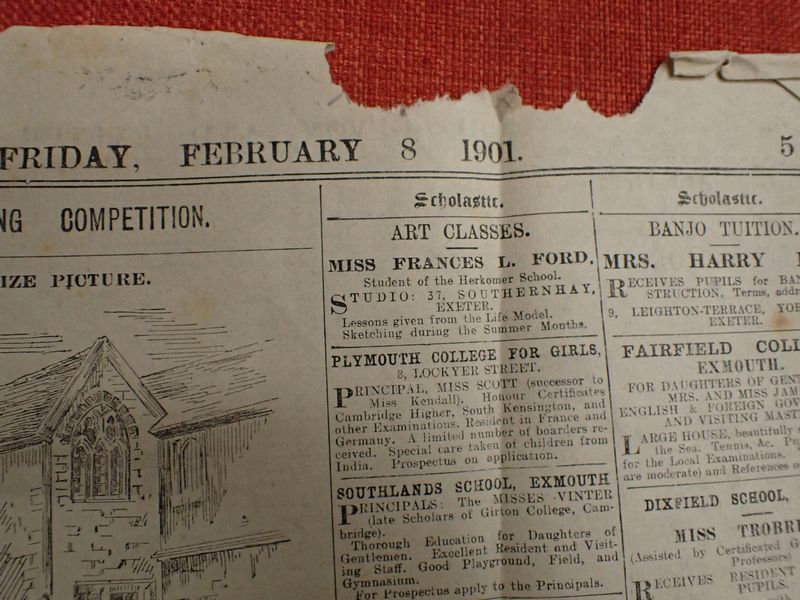 FRIDAY, FEBRUARY 8 1901.
5
COMPETITION.
PICTURE.
Scholastic.
ART CLASSES.
MISS FRANCES L. FORD,
Student of the Herkomer School.
STUDIO: 37, SOUTHERNHAY,
EXETER.
Lessons given from the Life Model.
Sketching during the Summer Months.
PLYMOUTH COLLEGE FOR GIRLS,
8, LOCKYER STREET.
PRINCIPAL, MISS SCOTT (successor to
Miss Kendall). Honour Certificates
Cambridge Higher, South Kensington, and
other Examinations. Resident in France and
Germany. A limited number of boarders re-
ceived. Special care taken of children from
India. Prospectus on application.
SOUTHLANDS SCHOOL, EXMOUTH
PRINCIPALS: The MISSES VINTER
(late Scholars of Girton College, Cam-
bridge).
Thorough Education for Daughters of
Gentlemen. Excellent Resident and Visit-
ing Staff. Good Playground, Field, and
Gymnasium.
For Prospectus apply to the Principals.
Scholastic.
BANJO TUITION.
MRS. HARRY
RECEIVES PUPILS for
STRUCTION. Terms,
9, LEIGHTON-TERRACE,
EXETER.
FAIRFIELD
EXMOUTH.
FOR DAUGHTERS OF
MRS. AND MISS
ENGLISH & FOREIGN
AND VISITING
LARGE HOUSE, beautifully
the Sea. Tennis, &c.
for the Local Examinations.
are moderate) and References
DIXFIELD SCHOOL,
MISS
(Assisted by Certificated
Professors)
RECEIVES RESIDENT
PUPILS.